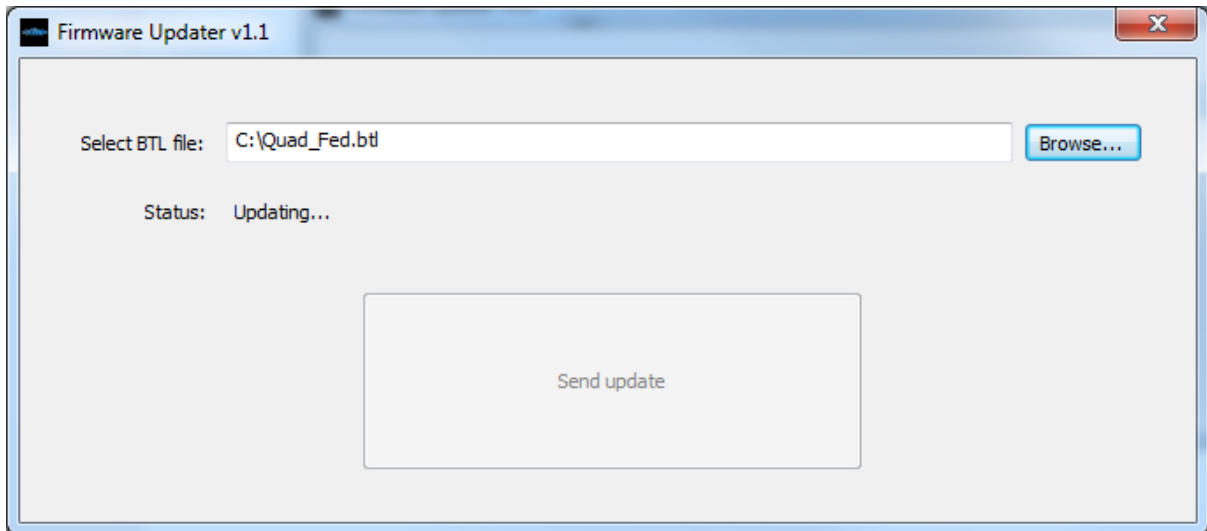 Firmware Updater v1.1
Select BTL file: C:\Quad_Fed.btl Browse...
Status: Updating...
Send update